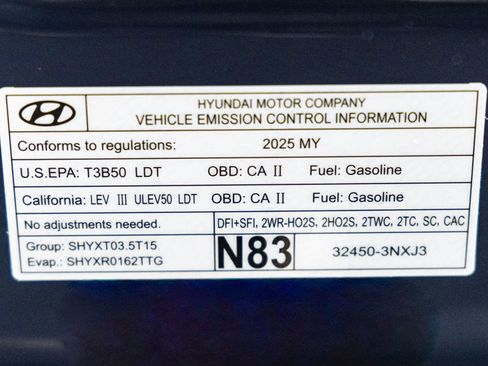 HYUNDAI MOTOR COMPANY
VEHICLE EMISSION CONTROL INFORMATION
Conforms to regulations: 2025 MY
U.S.EPA: T3B50 LDT OBD: CA II Fuel: Gasoline
California: LEV III ULEV50 LDT OBD: CA II Fuel: Gasoline
No adjustments needed. DFI+SFI, 2WR-HO2S, 2HO2S, 2TWC, 2TC, SC, CAC
Group: SHYXT03.5T15
Evap.: SHYXR0162TTG
N83
32450-3NXJ3